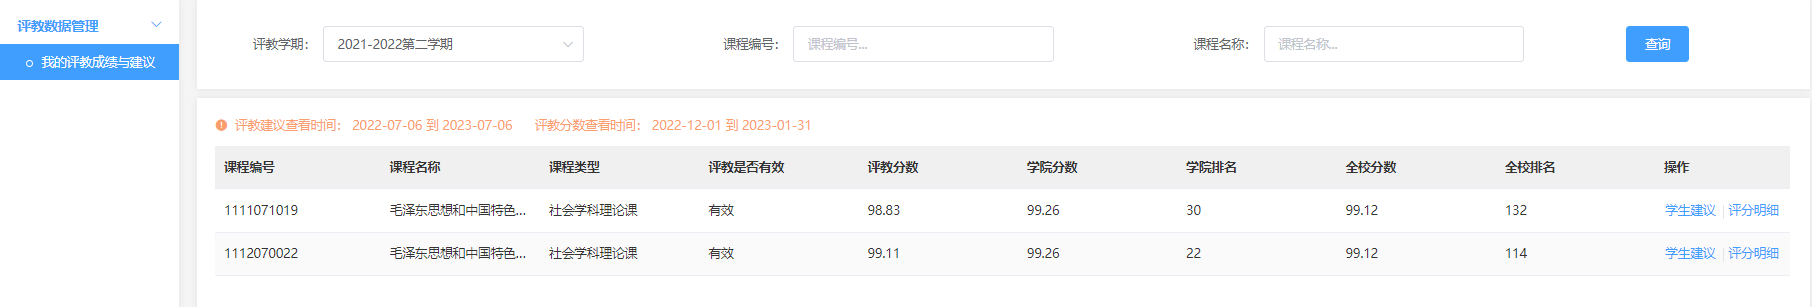 评教数据管理
我的评教成绩与建议
评教学期： 2021-2022第二学期 课程编号： 课程编号... 课程名称： 课程名称... 查询
评教建议查看时间： 2022-07-06 到 2023-07-06 评教分数查看时间： 2022-12-01 到 2023-01-31
课程编号 课程名称 课程类型 评教是否有效 评教分数 学院分数 学院排名 全校分数 全校排名 操作
1111071019 毛泽东思想和中国特色... 社会学科理论课 有效 98.83 99.26 30 99.12 132 学生建议 | 评分明细
1112070022 毛泽东思想和中国特色... 社会学科理论课 有效 99.11 99.26 22 99.12 114 学生建议 | 评分明细